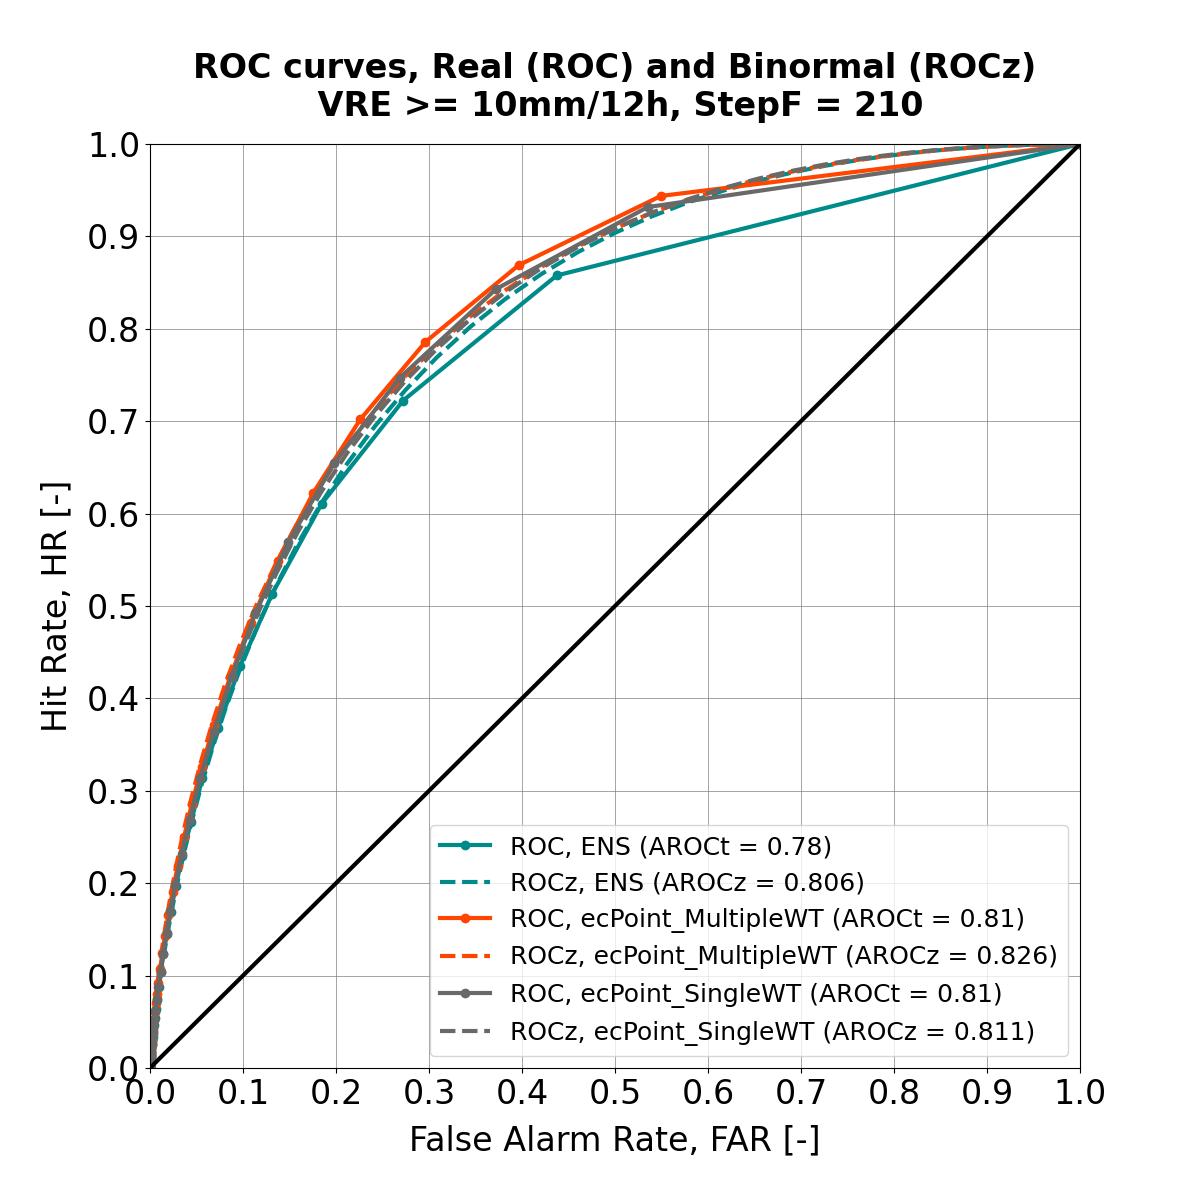 ROC curves, Real (ROC) and Binormal (ROCz)
VRE >= 10mm/12h, StepF = 210
1.0
0.9
0.8
0.7
0.6
0.5
0.4
0.3
0.2
0.1
0.0
Hit Rate, HR [-]
ROC, ENS (AROCt = 0.78)
ROCz, ENS (AROCz = 0.806)
ROC, ecPoint_MultipleWT (AROCt = 0.81)
ROCz, ecPoint_MultipleWT (AROCz = 0.826)
ROC, ecPoint_SingleWT (AROCt = 0.81)
ROCz, ecPoint_SingleWT (AROCz = 0.811)
0.0 0.1 0.2 0.3 0.4 0.5 0.6 0.7 0.8 0.9 1.0
False Alarm Rate, FAR [-]